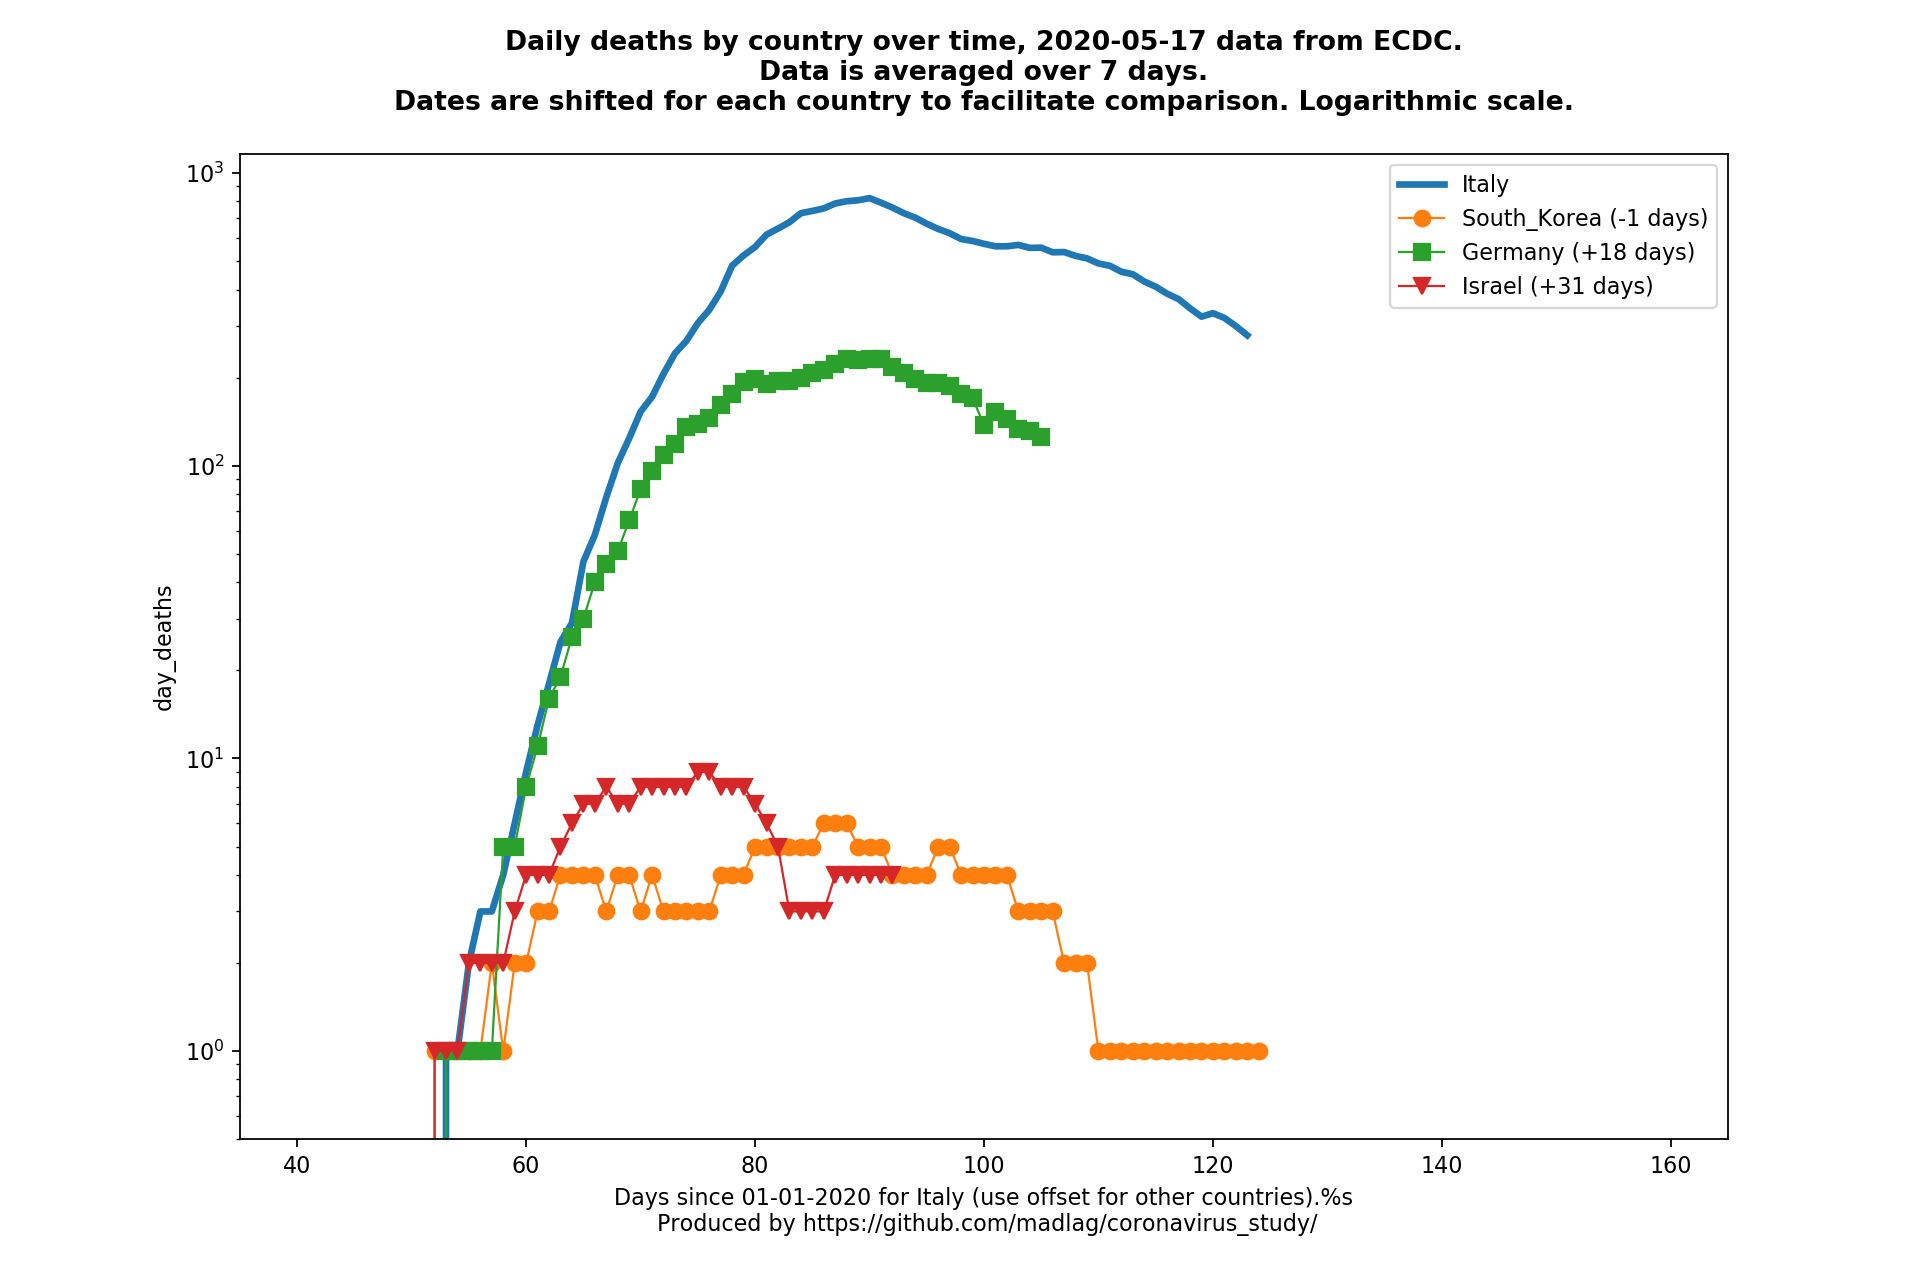 Daily deaths by country over time, 2020-05-17 data from ECDC.
Data is averaged over 7 days.
Dates are shifted for each country to facilitate comparison. Logarithmic scale.
10³
10²
10¹
10⁰
day_deaths
Italy
South_Korea (-1 days)
Germany (+18 days)
Israel (+31 days)
40 60 80 100 120 140 160
Days since 01-01-2020 for Italy (use offset for other countries).%s
Produced by https://github.com/madlag/coronavirus_study/